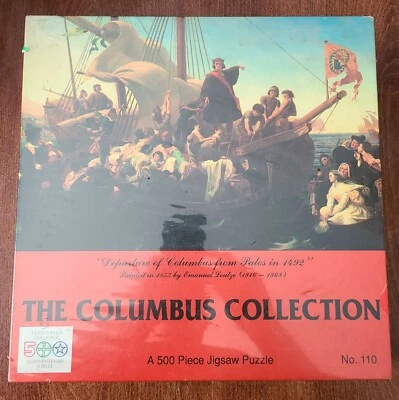 "Departure of Columbus from Palos in 1492"
Painted in 1855 by Emanuel Leutze (1816 – 1868)
THE COLUMBUS COLLECTION
A 500 Piece Jigsaw Puzzle
No. 110